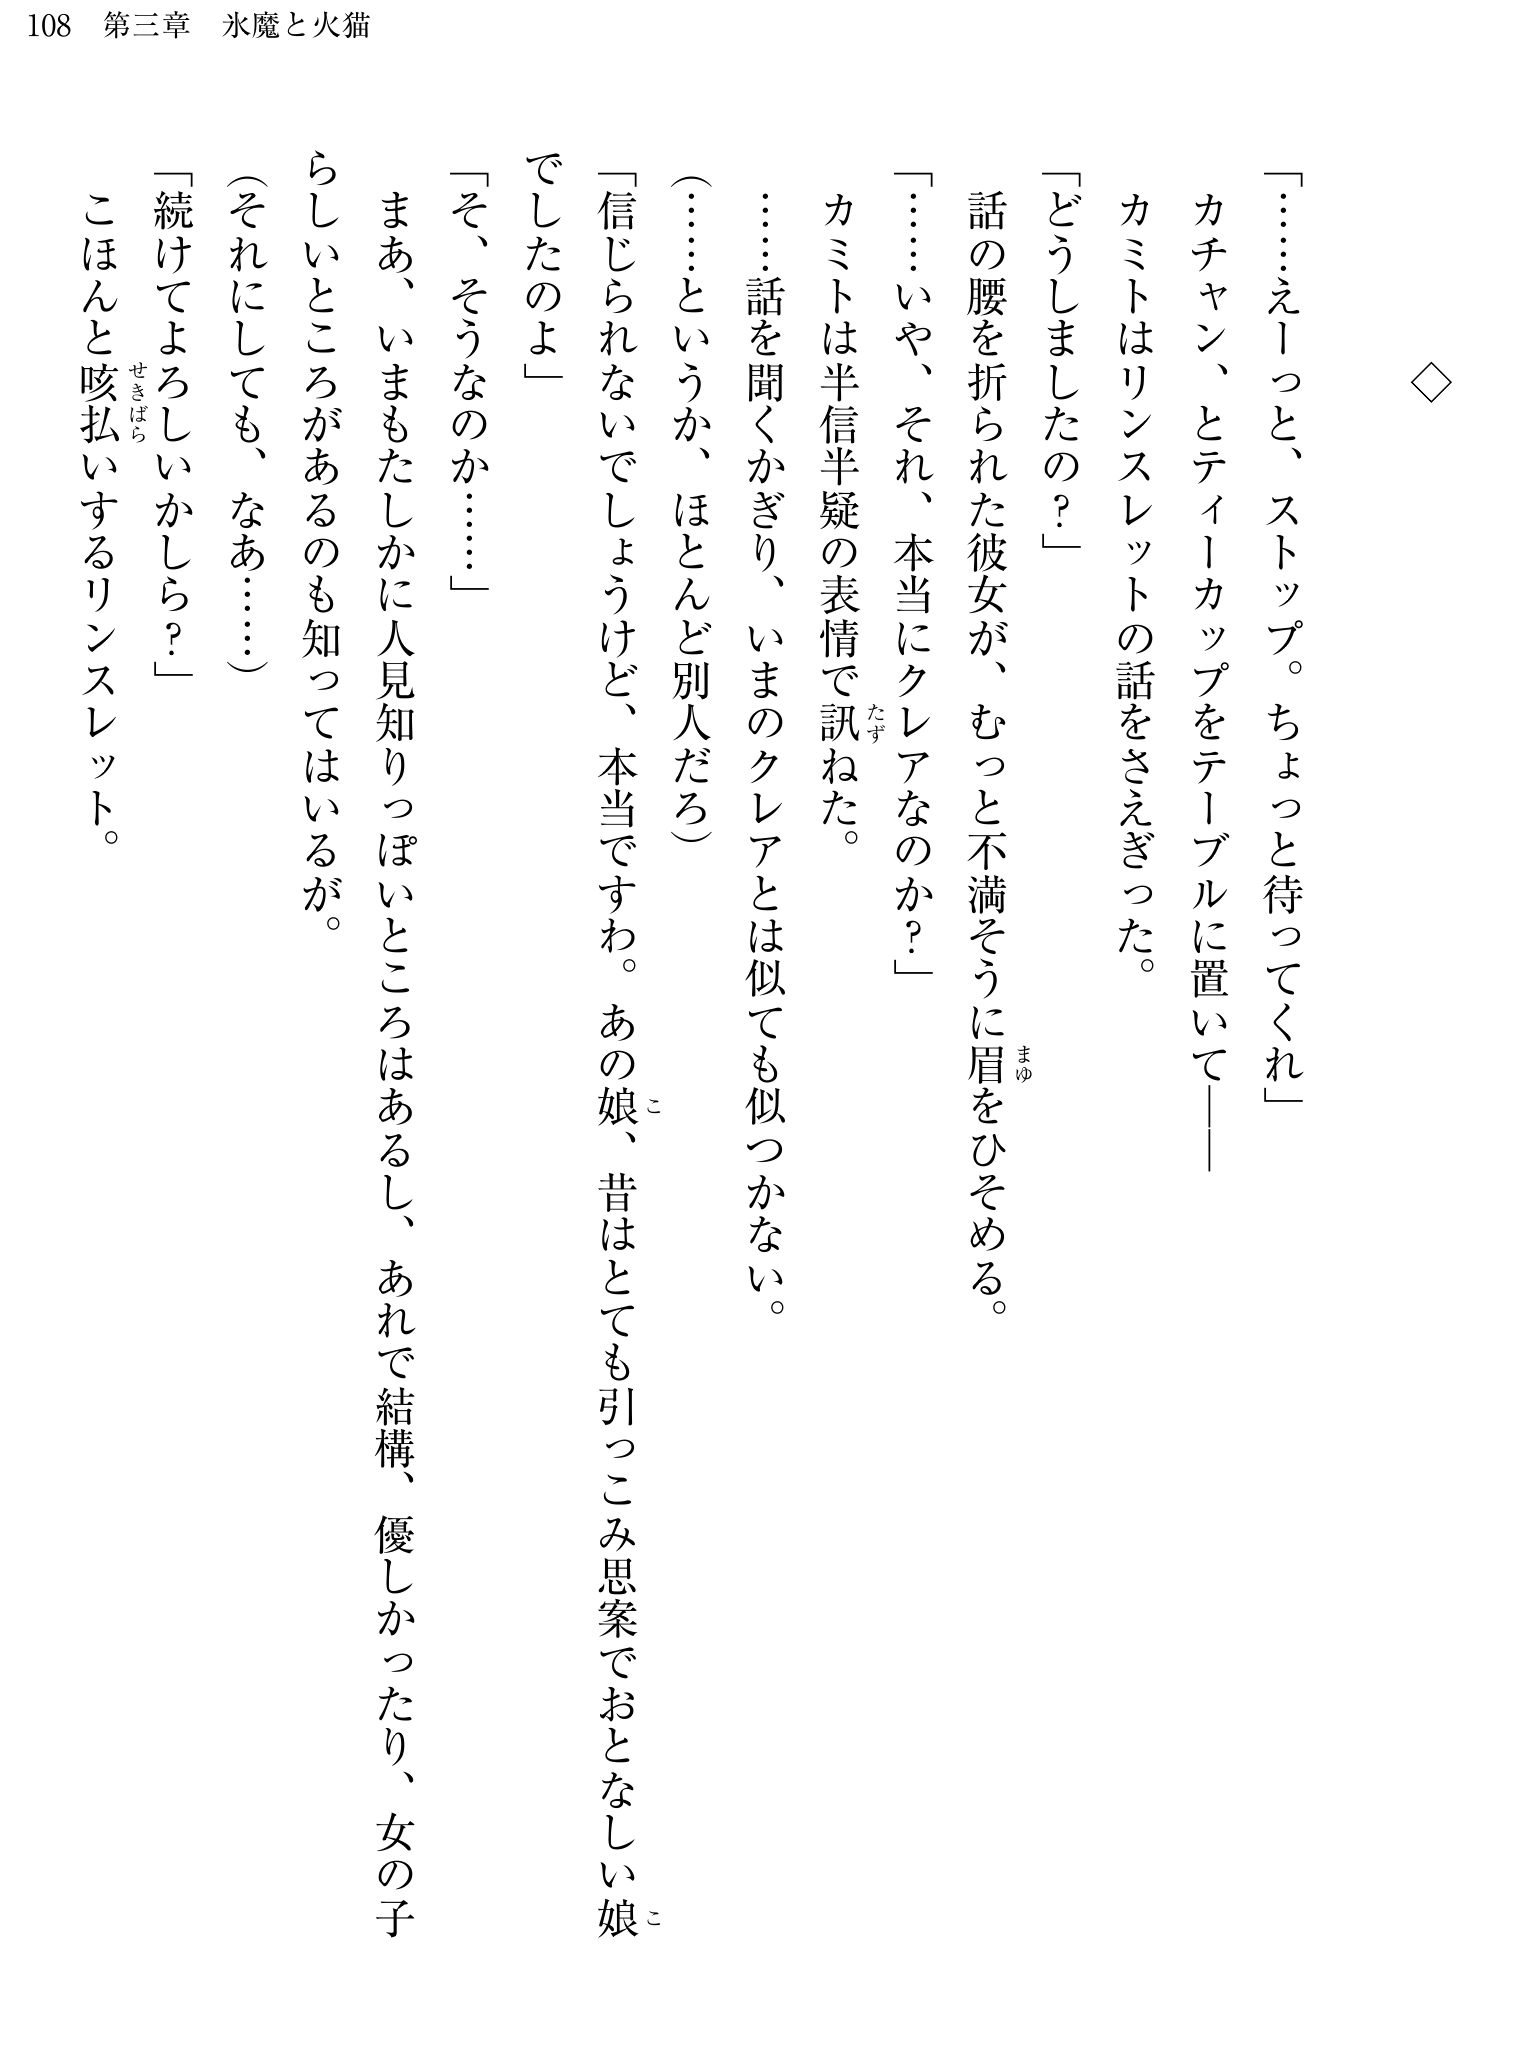 108　第三章　氷魔と火猫
◇
「……えーっと、ストップ。ちょっと待ってくれ」
　カチャン、とティーカップをテーブルに置いて――
　カミトはリンスレットの話をさえぎった。
「どうしましたの？」
　話の腰を折られた彼女が、むっと不満そうに眉をひそめる。
「……いや、それ、本当にクレアなのか？」
　カミトは半信半疑の表情で訊ねた。
　……話を聞くかぎり、いまのクレアとは似ても似つかない。
（……というか、ほとんど別人だろ）
「信じられないでしょうけど、本当ですわ。あの娘、昔はとても引っこみ思案でおとなしい娘
でしたのよ」
「そ、そうなのか……」
　まあ、いまもたしかに人見知りっぽいところはあるし、あれで結構、優しかったり、女の子
らしいところがあるのも知ってはいるが。
（それにしても、なあ……）
「続けてよろしいかしら？」
　こほんと咳払いするリンスレット。